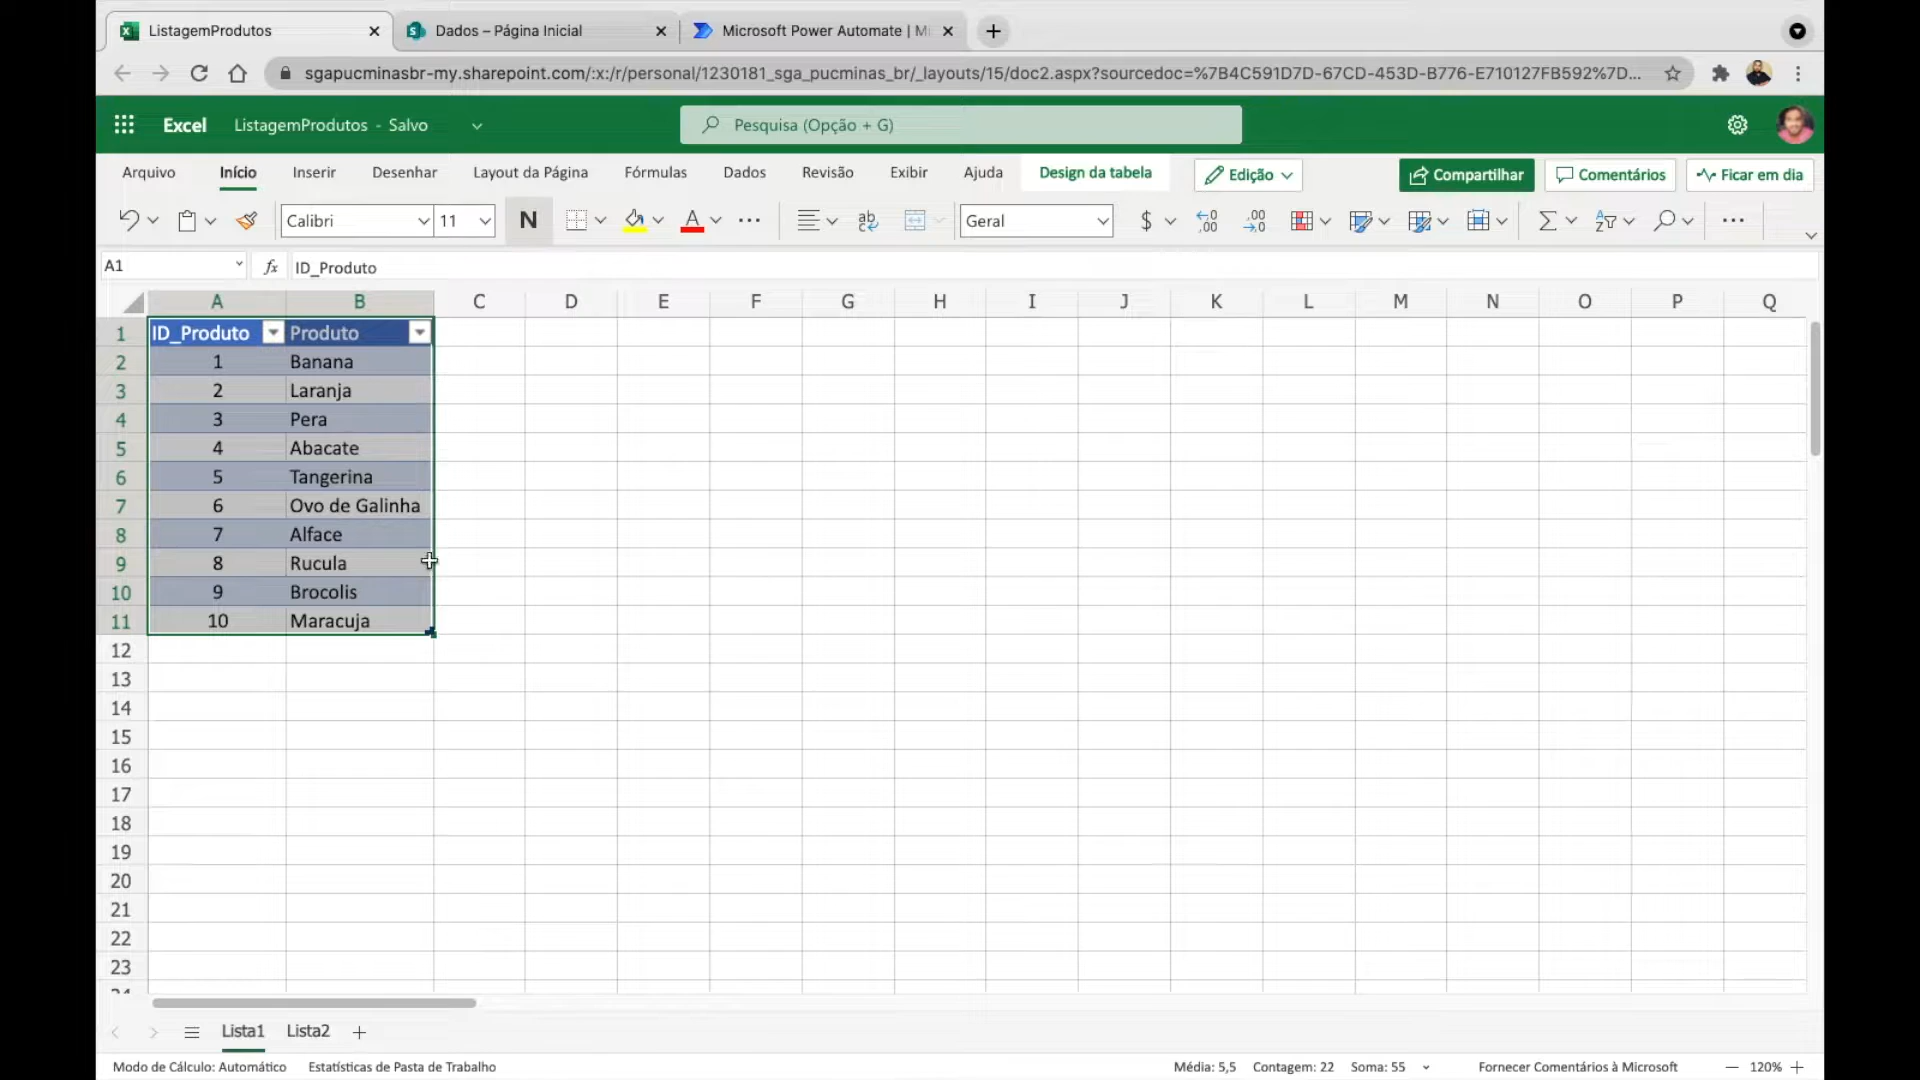 ListagemProdutos
Dados – Página Inicial
Microsoft Power Automate | Mi
sgapucminasbr-my.sharepoint.com/:x:/r/personal/1230181_sga_pucminas_br/_layouts/15/doc2.aspx?sourcedoc=%7B4C591D7D-67CD-453D-B776-E710127FB592%7D...
Excel ListagemProdutos - Salvo
Pesquisa (Opção + G)
Arquivo Início Inserir Desenhar Layout da Página Fórmulas Dados Revisão Exibir Ajuda Design da tabela Edição Compartilhar Comentários Ficar em dia
Calibri 11 N A ab Geral $ ,00 ,00
A1 fx ID_Produto
A B C D E F G H I J K L M N O P Q
1 ID_Produto Produto
2 1 Banana
3 2 Laranja
4 3 Pera
5 4 Abacate
6 5 Tangerina
7 6 Ovo de Galinha
8 7 Alface
9 8 Rucula
10 9 Brocolis
11 10 Maracuja
12
13
14
15
16
17
18
19
20
21
22
23
Lista1 Lista2
Modo de Cálculo: Automático Estatísticas de Pasta de Trabalho Média: 5,5 Contagem: 22 Soma: 55 Fornecer Comentários à Microsoft 120%